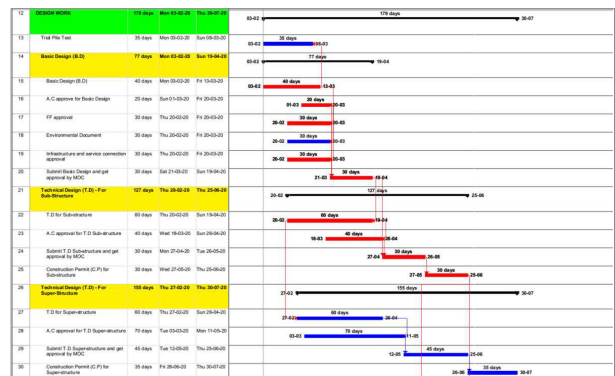 12 DESIGN WORK 179 days Mon 03-02-20 Thu 30-07-20 03-02 179 days 30-07
13 Trial Pile Test 35 days Mon 03-02-20 Sun 08-03-20 03-02 35 days 08-03
14 Basic Design (B.D) 77 days Mon 03-02-20 Sun 19-04-20 03-02 77 days 19-04
15 Basic Design (B.D) 40 days Mon 03-02-20 Fri 13-03-20 03-02 40 days 13-03
16 A.C approve for Basic Design 20 days Sun 01-03-20 Fri 20-03-20 01-03 20 days 20-03
17 FF approval 30 days Thu 20-02-20 Fri 20-03-20 20-02 30 days 20-03
18 Environmental Document 30 days Thu 20-02-20 Fri 20-03-20 20-02 30 days 20-03
19 Infrastructure and service connection 30 days Thu 20-02-20 Fri 20-03-20 20-02 30 days 20-03
approval
20 Submit Basic Design and get 30 days Sat 21-03-20 Sun 19-04-20 21-03 30 days 19-04
approval by MOC
21 Technical Design (T.D) - For 127 days Thu 20-02-20 Thu 25-06-20 20-02 127 days 25-06
Sub-Structure
22 T.D for Sub-structure 60 days Thu 20-02-20 Sun 19-04-20 20-02 60 days 19-04
23 A.C approval for T.D Sub-structure 40 days Wed 18-03-20 Sun 26-04-20 18-03 40 days 26-04
24 Submit T.D Sub-structure and get 30 days Mon 27-04-20 Tue 26-05-20 27-04 30 days 26-05
approval by MOC
25 Construction Permit (C.P) for 30 days Wed 27-05-20 Thu 25-06-20 27-05 30 days 25-06
Sub-structure
26 Technical Design (T.D) - For 155 days Thu 27-02-20 Thu 30-07-20 27-02 155 days 30-07
Super-Structure
27 T.D for Super-structure 60 days Thu 27-02-20 Sun 26-04-20 27-02 60 days 26-04
28 A.C approval for T.D Super-structure 70 days Tue 03-03-20 Mon 11-05-20 03-03 70 days 11-05
29 Submit T.D Super-structure and get 45 days Tue 12-05-20 Thu 25-06-20 12-05 45 days 25-06
approval by MOC
30 Construction Permit (C.P) for 35 days Fri 26-06-20 Thu 30-07-20 26-06 35 days 30-07
Super-structure